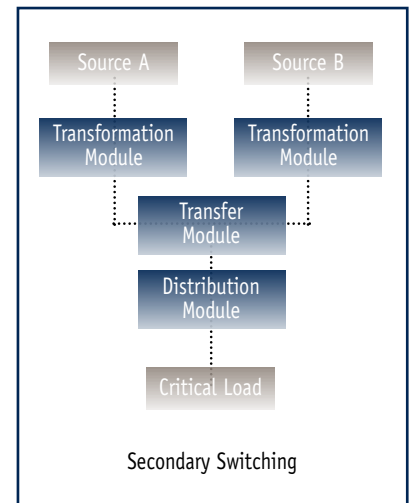 Source A
Source B
Transformation
Module
Transformation
Module
Transfer
Module
Distribution
Module
Critical Load
Secondary Switching